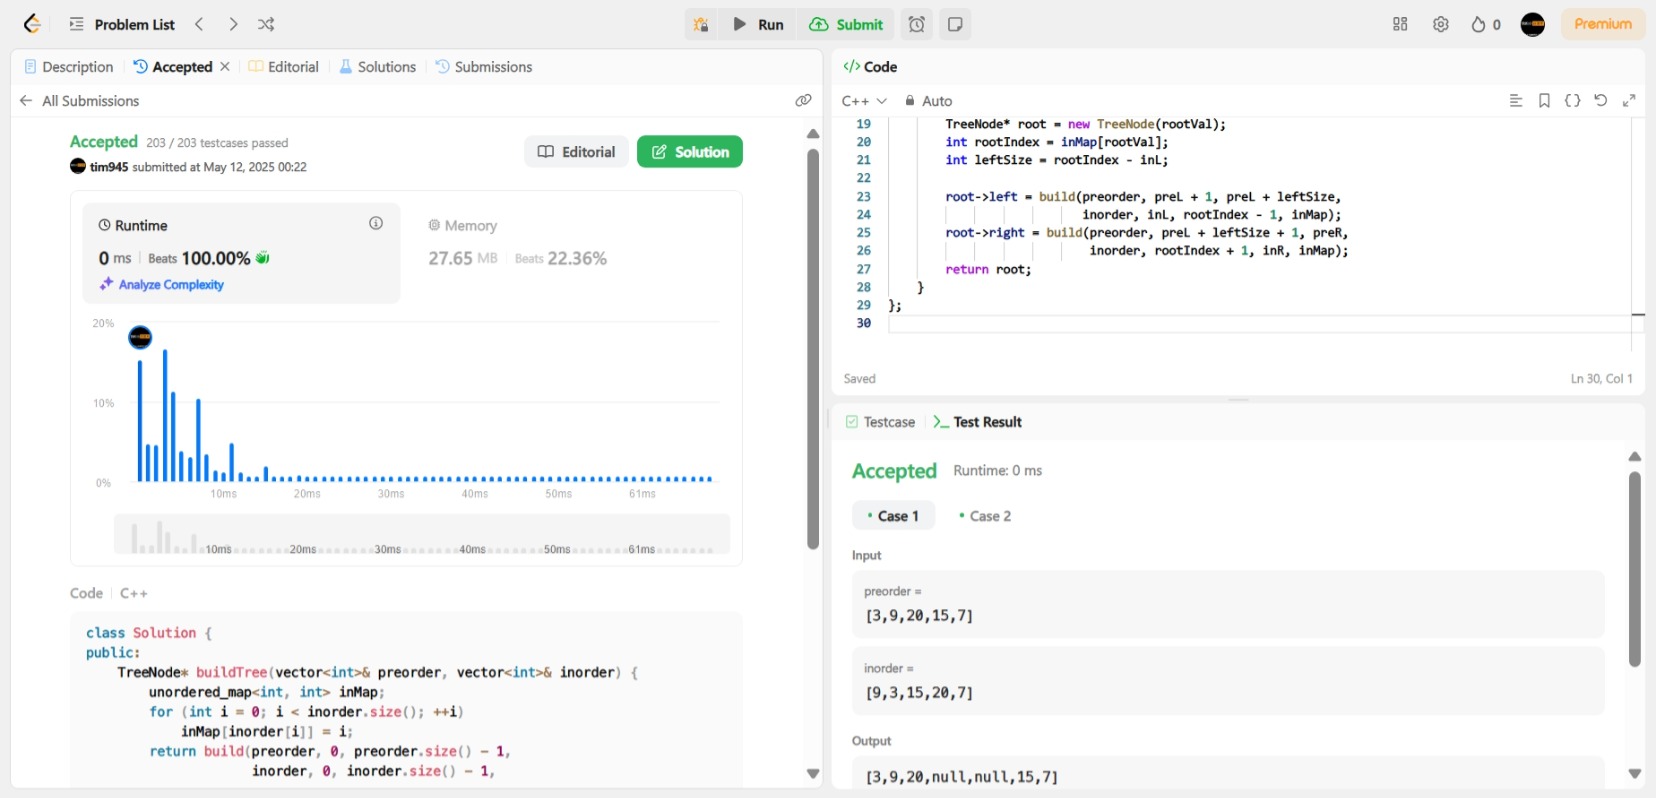 Problem List
Run
Submit
0
Premium
Description
Accepted
Editorial
Solutions
Submissions
All Submissions
Accepted 203 / 203 testcases passed
tim945 submitted at May 12, 2025 00:22
Editorial
Solution
Runtime
0 ms | Beats 100.00%
Analyze Complexity
Memory
27.65 MB | Beats 22.36%
20%
10%
0%
10ms 20ms 30ms 40ms 50ms 61ms
10ms 20ms 30ms 40ms 50ms 61ms
Code | C++
class Solution {
public:
    TreeNode* buildTree(vector<int>& preorder, vector<int>& inorder) {
        unordered_map<int, int> inMap;
        for (int i = 0; i < inorder.size(); ++i)
            inMap[inorder[i]] = i;
        return build(preorder, 0, preorder.size() - 1,
                     inorder, 0, inorder.size() - 1,
</> Code
C++
Auto
19 TreeNode* root = new TreeNode(rootVal);
20 int rootIndex = inMap[rootVal];
21 int leftSize = rootIndex - inL;
22
23 root->left = build(preorder, preL + 1, preL + leftSize,
24 inorder, inL, rootIndex - 1, inMap);
25 root->right = build(preorder, preL + leftSize + 1, preR,
26 inorder, rootIndex + 1, inR, inMap);
27 return root;
28 }
29 };
30
Saved
Ln 30, Col 1
Testcase
>_ Test Result
Accepted Runtime: 0 ms
• Case 1
• Case 2
Input
preorder =
[3,9,20,15,7]
inorder =
[9,3,15,20,7]
Output
[3,9,20,null,null,15,7]